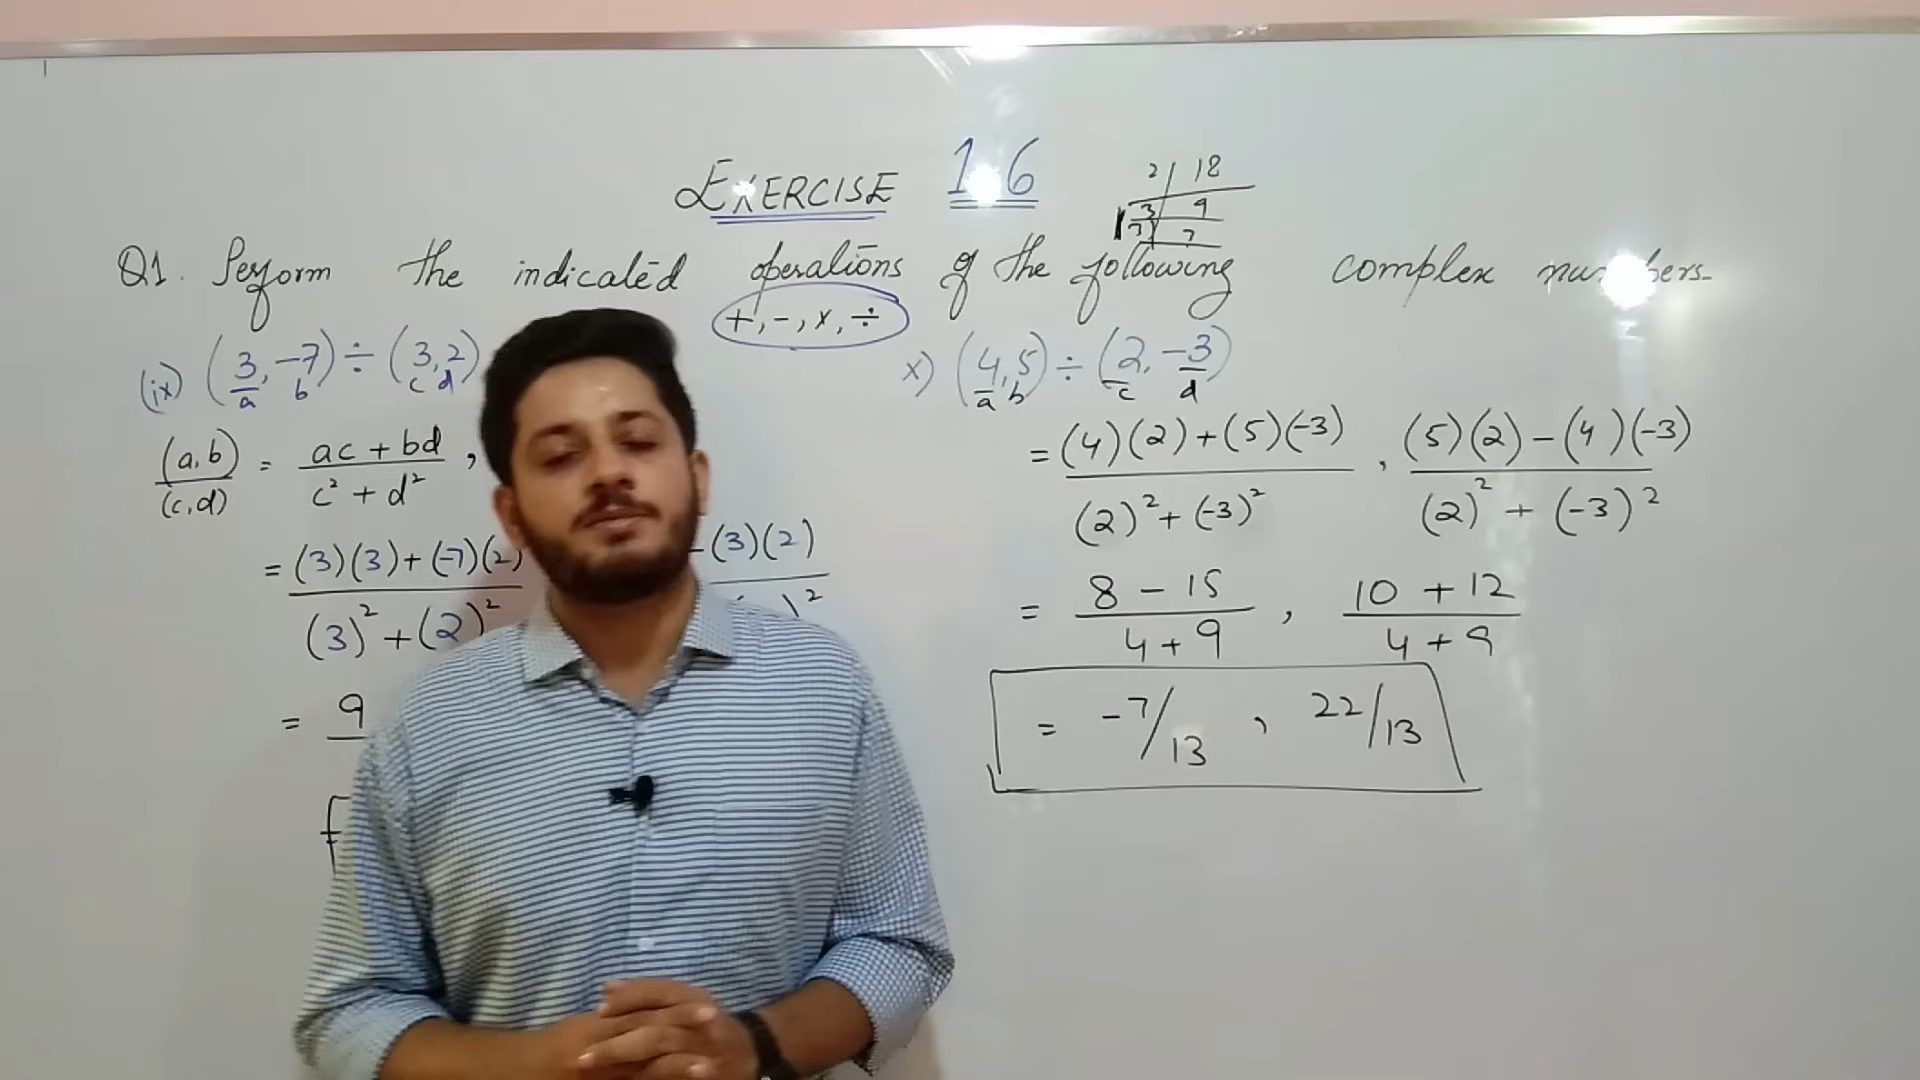 EXERCISE 1.6
2 | 18
3 | 9
Q1. Perform the indicated operations of the following complex numbers.
+, -, x, ÷
(ix) (3, -7) ÷ (3, 2)
a b c d
(a,b)/(c,d) = ac + bd / c² + d² ,
= (3)(3) + (-7)(2) / (3)² + (2)²
- (3)(2) / )²
= 9
x) (4, 5) ÷ (2, -3)
a b c d
= (4)(2) + (5)(-3) / (2)² + (-3)² , (5)(2) - (4)(-3) / (2)² + (-3)²
= 8 - 15 / 4 + 9 , 10 + 12 / 4 + 9
= -7/13 , 22/13